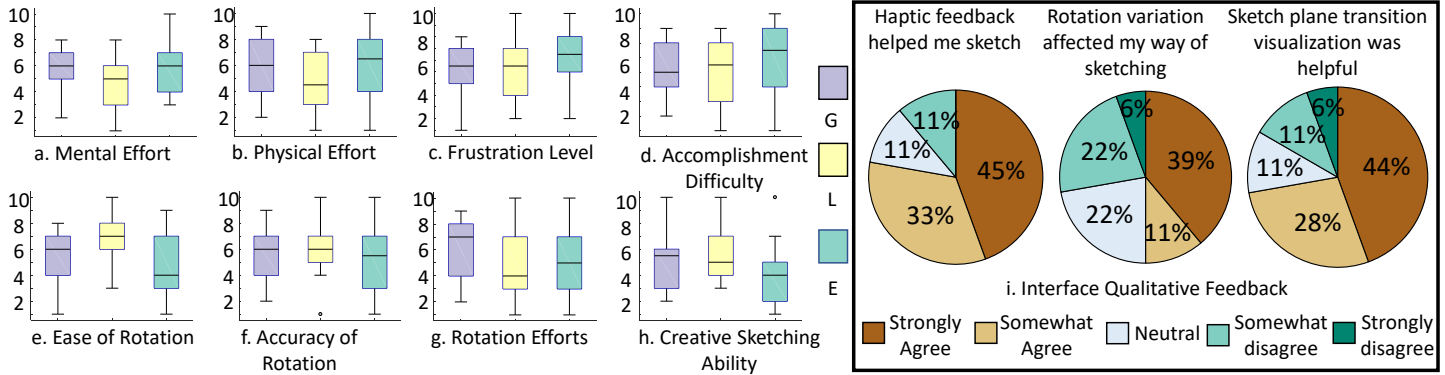 10
8
6
4
2
a. Mental Effort
10
8
6
4
2
b. Physical Effort
10
8
6
4
2
c. Frustration Level
10
8
6
4
2
d. Accomplishment
Difficulty
G
L
E
10
8
6
4
2
e. Ease of Rotation
10
8
6
4
2
f. Accuracy of
Rotation
10
8
6
4
2
g. Rotation Efforts
10
8
6
4
2
h. Creative Sketching
Ability
Haptic feedback
helped me sketch
11%
11%
45%
33%
Rotation variation
affected my way of
sketching
6%
22%
39%
22%
11%
Sketch plane transition
visualization was
helpful
6%
11%
11%
44%
28%
i. Interface Qualitative Feedback
Strongly
Agree
Somewhat
Agree
Neutral
Somewhat
disagree
Strongly
disagree